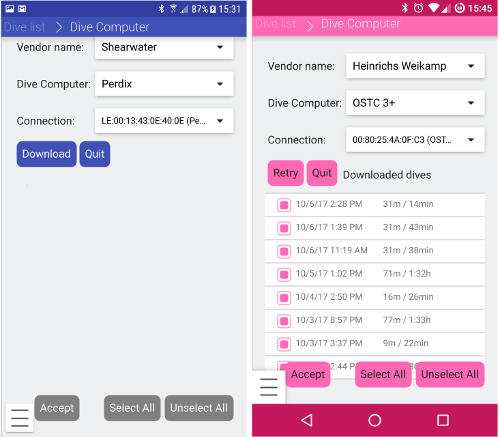 87% 15:31
Dive list > Dive Computer
Vendor name: Shearwater
Dive Computer: Perdix
Connection: LE:00:13:43:0E:40:0E (Pe...
Download Quit
Accept Select All Unselect All
15:45
Dive list > Dive Computer
Vendor name: Heinrichs Weikamp
Dive Computer: OSTC 3+
Connection: 00:80:25:4A:0F:C3 (OST...
Retry Quit Downloaded dives
10/6/17 2:28 PM 31m / 14min
10/6/17 1:39 PM 31m / 43min
10/6/17 11:19 AM 31m / 38min
10/5/17 1:02 PM 71m / 1:32h
10/4/17 2:50 PM 16m / 26min
10/3/17 8:57 PM 77m / 1:33h
10/3/17 3:37 PM 9m / 22min
2:44
Accept Select All Unselect All